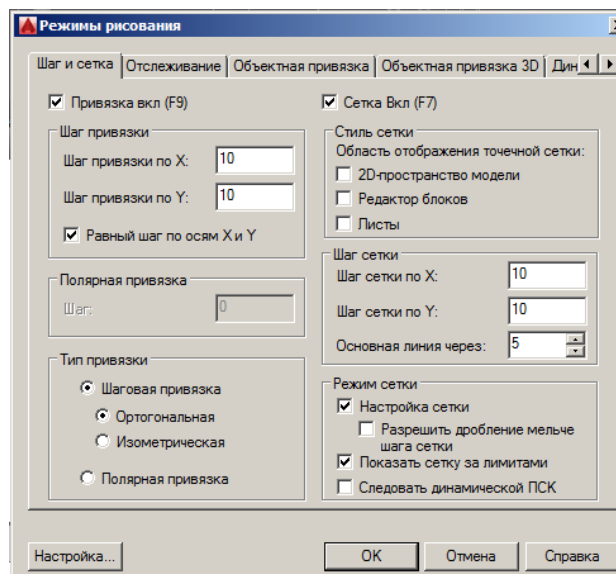 Режимы рисования
Шаг и сетка
Отслеживание
Объектная привязка
Объектная привязка 3D
Дин
Привязка вкл (F9)
Шаг привязки
Шаг привязки по X: 10
Шаг привязки по Y: 10
Равный шаг по осям X и Y
Полярная привязка
Шаг: 0
Тип привязки
Шаговая привязка
Ортогональная
Изометрическая
Полярная привязка
Сетка Вкл (F7)
Стиль сетки
Область отображения точечной сетки:
2D-пространство модели
Редактор блоков
Листы
Шаг сетки
Шаг сетки по X: 10
Шаг сетки по Y: 10
Основная линия через: 5
Режим сетки
Настройка сетки
Разрешить дробление мельче
шага сетки
Показать сетку за лимитами
Следовать динамической ПСК
Настройка...
OK
Отмена
Справка